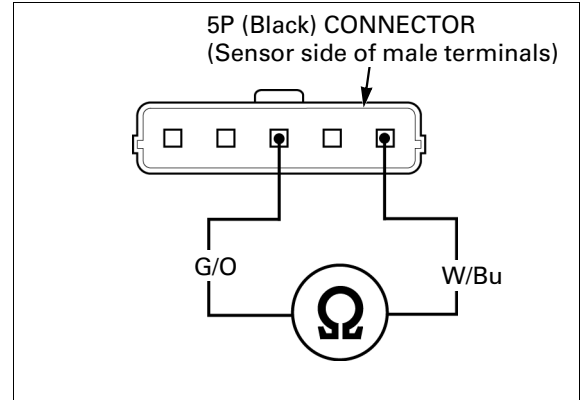 5P (Black) CONNECTOR
(Sensor side of male terminals)
G/O
W/Bu
Ω